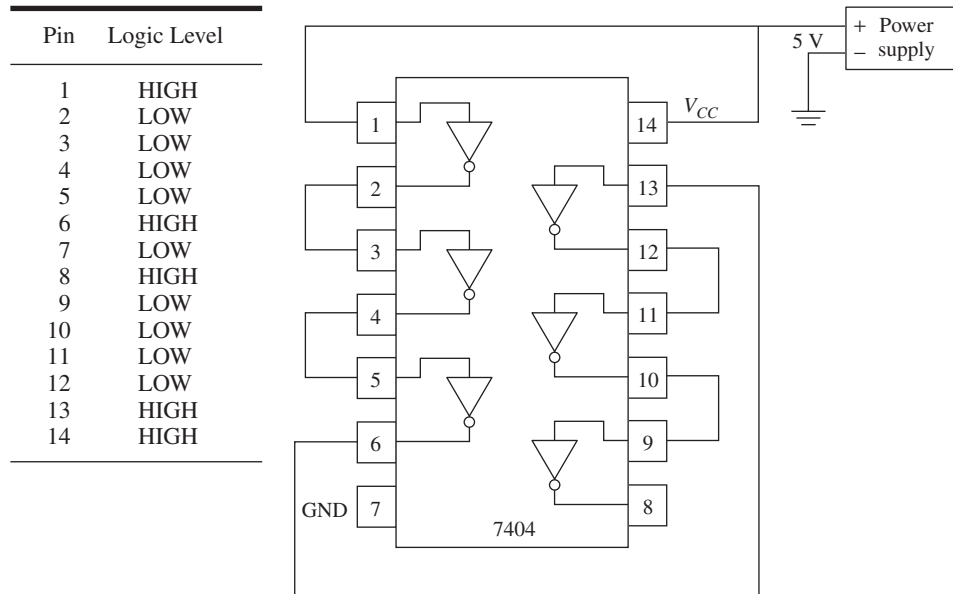 Pin Logic Level
1 HIGH
2 LOW
3 LOW
4 LOW
5 LOW
6 HIGH
7 LOW
8 HIGH
9 LOW
10 LOW
11 LOW
12 LOW
13 HIGH
14 HIGH
+ Power
5 V − supply
1
14
VCC
2
13
3
12
4
11
5
10
6
9
GND 7
8
7404